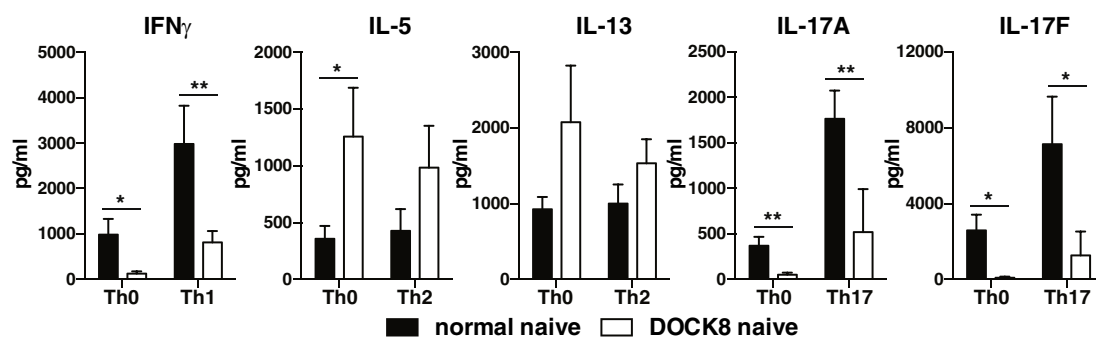 IFNγ
pg/ml
5000
4000
3000
2000
1000
0
*
**
Th0 Th1
IL-5
pg/ml
2000
1500
1000
500
0
*
Th0 Th2
IL-13
pg/ml
3000
2000
1000
0
Th0 Th2
IL-17A
pg/ml
2500
2000
1500
1000
500
0
**
**
Th0 Th17
IL-17F
pg/ml
12000
8000
4000
0
*
*
Th0 Th17
normal naive DOCK8 naive